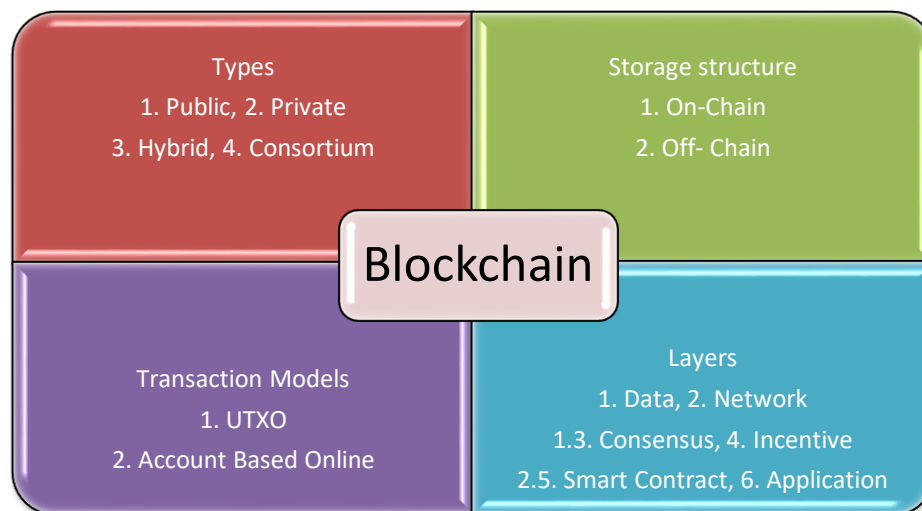 Types
1. Public, 2. Private
3. Hybrid, 4. Consortium
Storage structure
1. On-Chain
2. Off- Chain
Blockchain
Transaction Models
1. UTXO
2. Account Based Online
Layers
1. Data, 2. Network
1.3. Consensus, 4. Incentive
2.5. Smart Contract, 6. Application